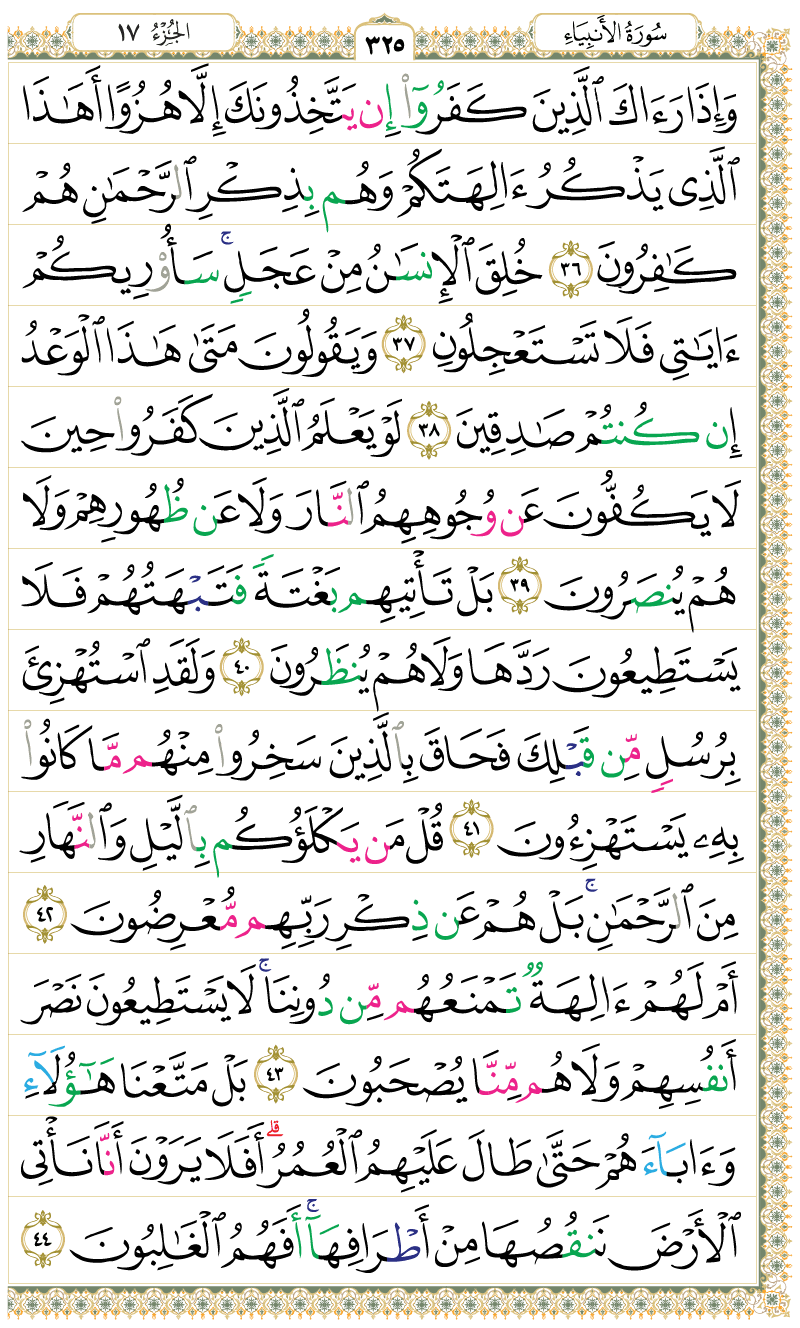 سُورَةُ الأَنبِيَاءِ ٣٢٥ الجُزْءُ ١٧
وَإِذَا رَءَاكَ ٱلَّذِينَ كَفَرُوٓا۟ إِن يَتَّخِذُونَكَ إِلَّا هُزُوًا أَهَـٰذَا
ٱلَّذِى يَذْكُرُ ءَالِهَتَكُمْ وَهُم بِذِكْرِ ٱلرَّحْمَـٰنِ هُمْ
كَـٰفِرُونَ ٣٦ خُلِقَ ٱلْإِنسَـٰنُ مِنْ عَجَلٍ ۚ سَأُو۟رِيكُمْ
ءَايَـٰتِى فَلَا تَسْتَعْجِلُونِ ٣٧ وَيَقُولُونَ مَتَىٰ هَـٰذَا ٱلْوَعْدُ
إِن كُنتُمْ صَـٰدِقِينَ ٣٨ لَوْ يَعْلَمُ ٱلَّذِينَ كَفَرُوا۟ حِينَ
لَا يَكُفُّونَ عَن وُجُوهِهِمُ ٱلنَّارَ وَلَا عَن ظُهُورِهِمْ وَلَا
هُمْ يُنصَرُونَ ٣٩ بَلْ تَأْتِيهِم بَغْتَةً فَتَبْهَتُهُمْ فَلَا
يَسْتَطِيعُونَ رَدَّهَا وَلَا هُمْ يُنظَرُونَ ٤٠ وَلَقَدِ ٱسْتُهْزِئَ
بِرُسُلٍ مِّن قَبْلِكَ فَحَاقَ بِٱلَّذِينَ سَخِرُوا۟ مِنْهُم مَّا كَانُوا۟
بِهِۦ يَسْتَهْزِءُونَ ٤١ قُلْ مَن يَكْلَؤُكُم بِٱلَّيْلِ وَٱلنَّهَارِ
مِنَ ٱلرَّحْمَـٰنِ ۚ بَلْ هُمْ عَن ذِكْرِ رَبِّهِم مُّعْرِضُونَ ٤٢
أَمْ لَهُمْ ءَالِهَةٌ تَمْنَعُهُم مِّن دُونِنَا ۚ لَا يَسْتَطِيعُونَ نَصْرَ
أَنفُسِهِمْ وَلَا هُم مِّنَّا يُصْحَبُونَ ٤٣ بَلْ مَتَّعْنَا هَـٰٓؤُلَآءِ
وَءَابَآءَهُمْ حَتَّىٰ طَالَ عَلَيْهِمُ ٱلْعُمُرُ ۗ أَفَلَا يَرَوْنَ أَنَّا نَأْتِى
ٱلْأَرْضَ نَنقُصُهَا مِنْ أَطْرَافِهَآ ۚ أَفَهُمُ ٱلْغَـٰلِبُونَ ٤٤